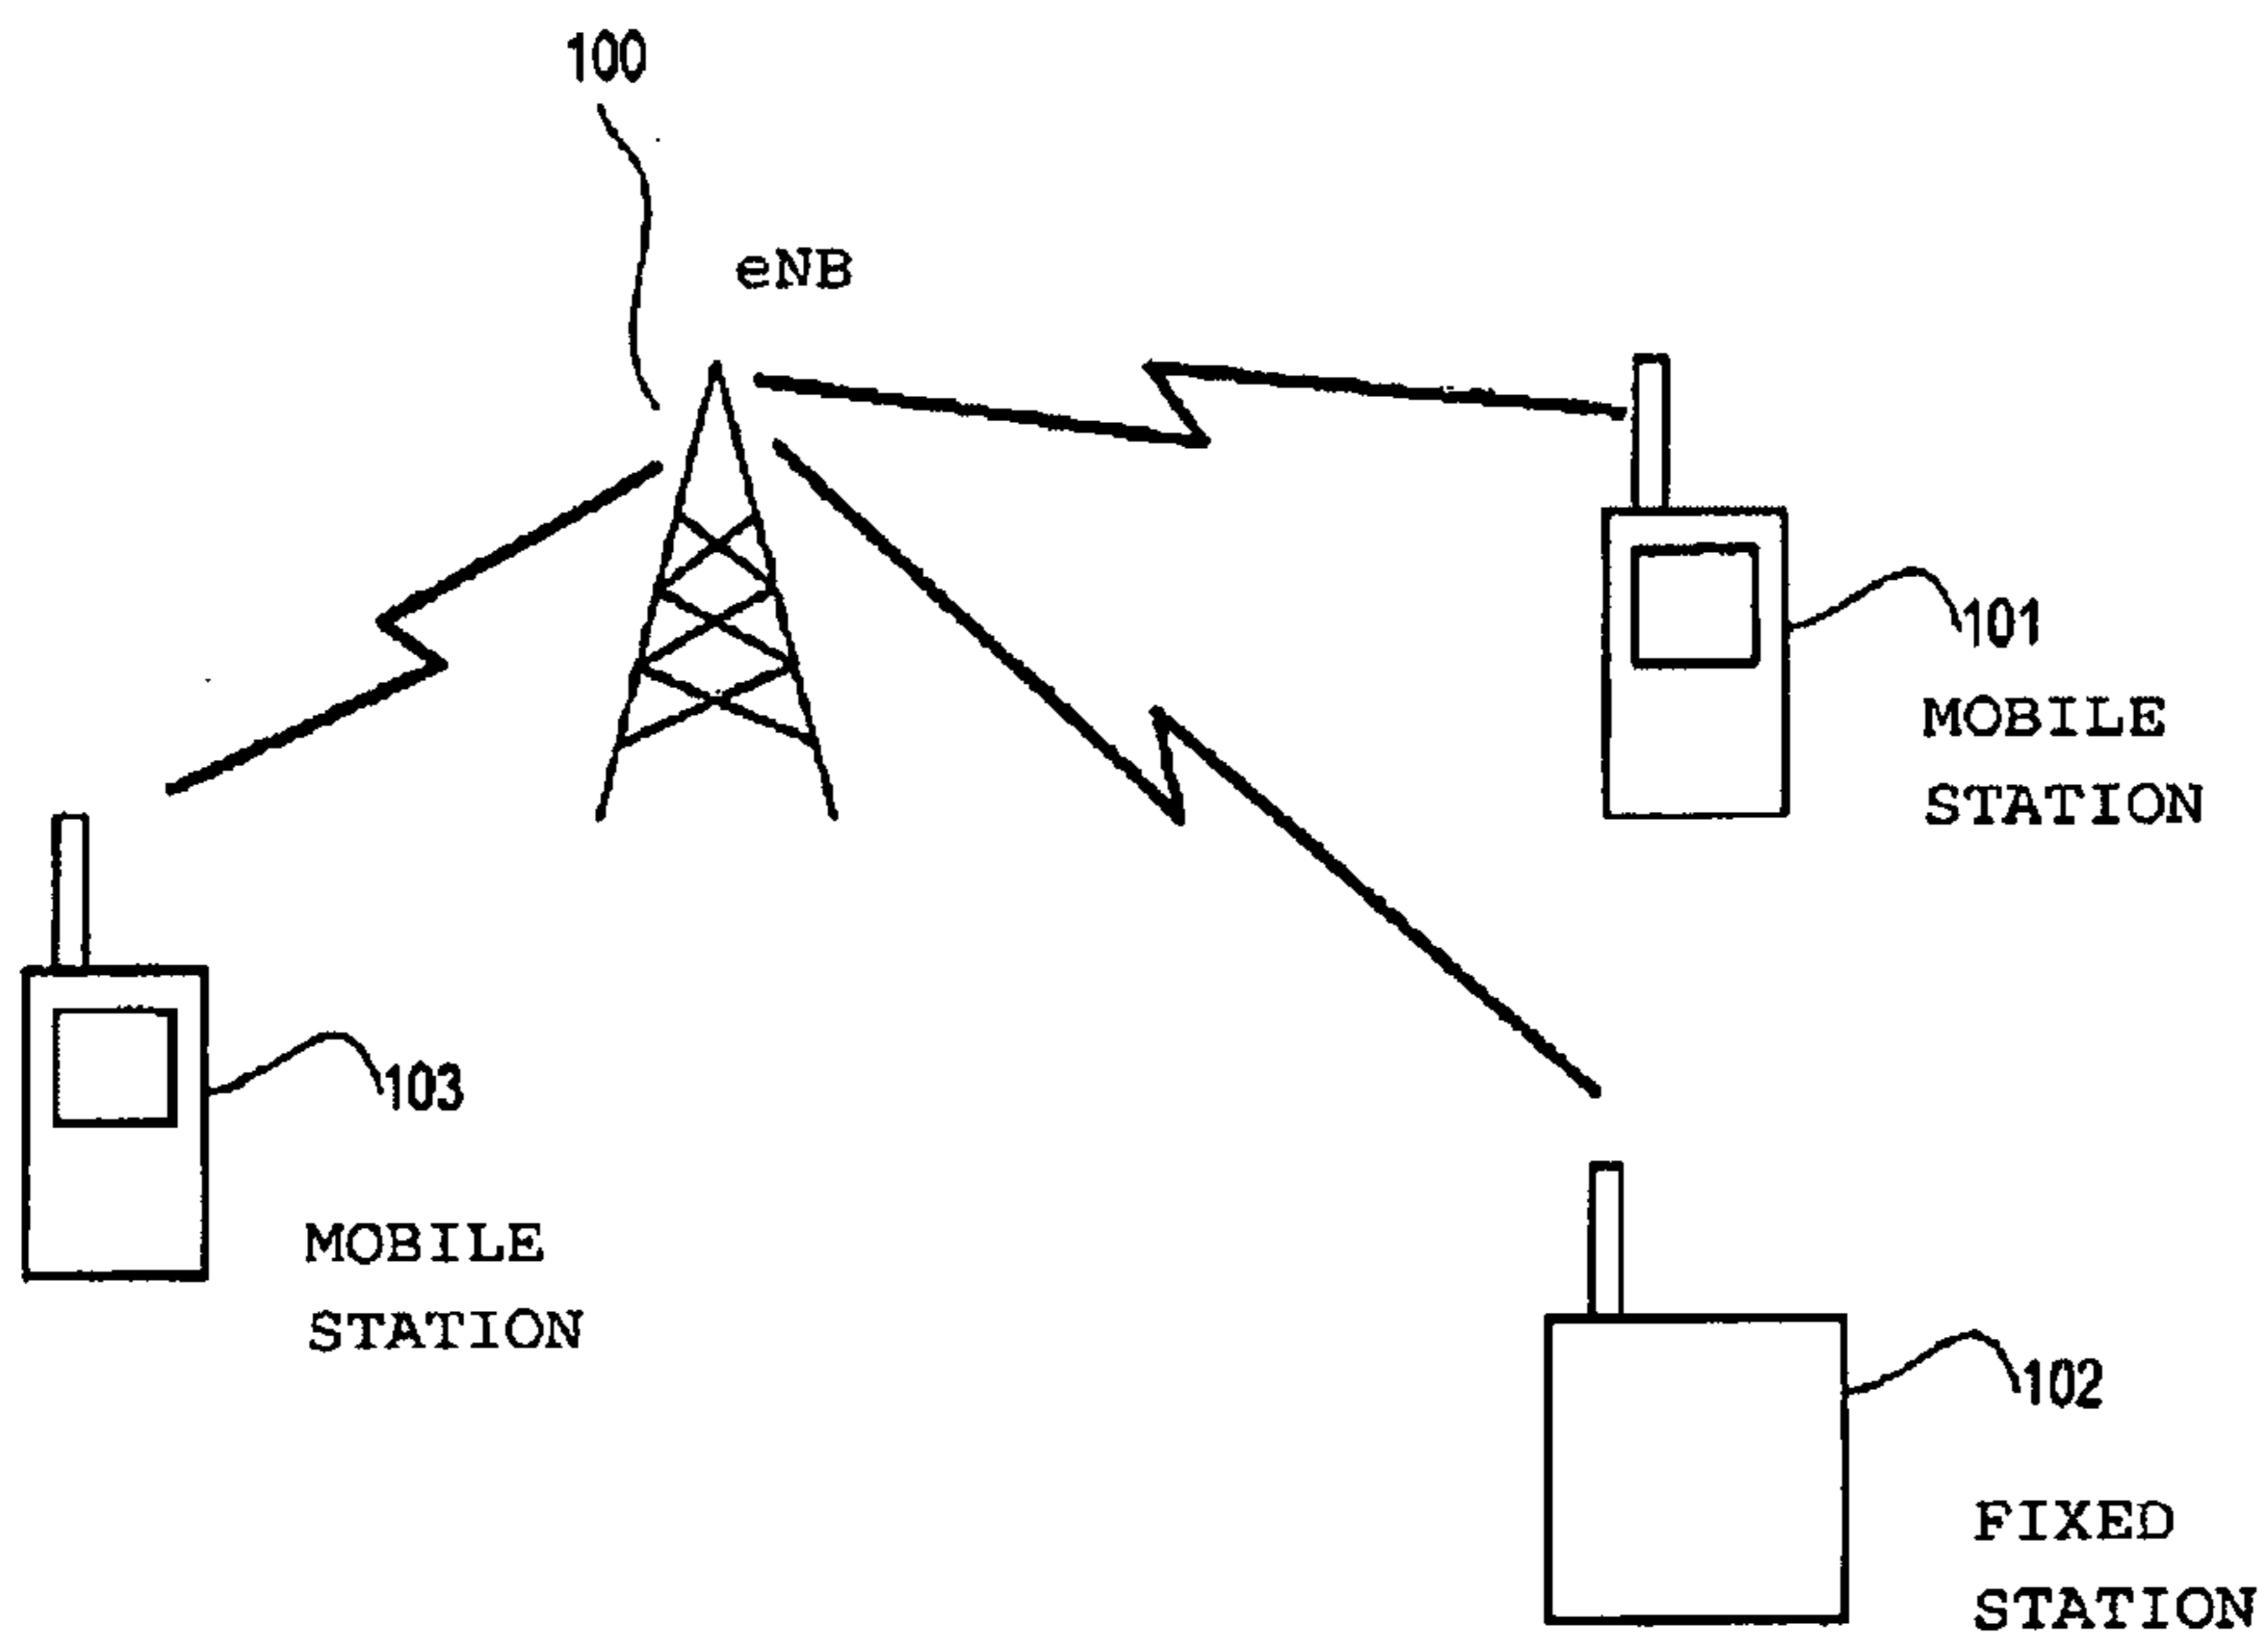 100
eNB
101
MOBILE
STATION
103
MOBILE
STATION
102
FIXED
STATION